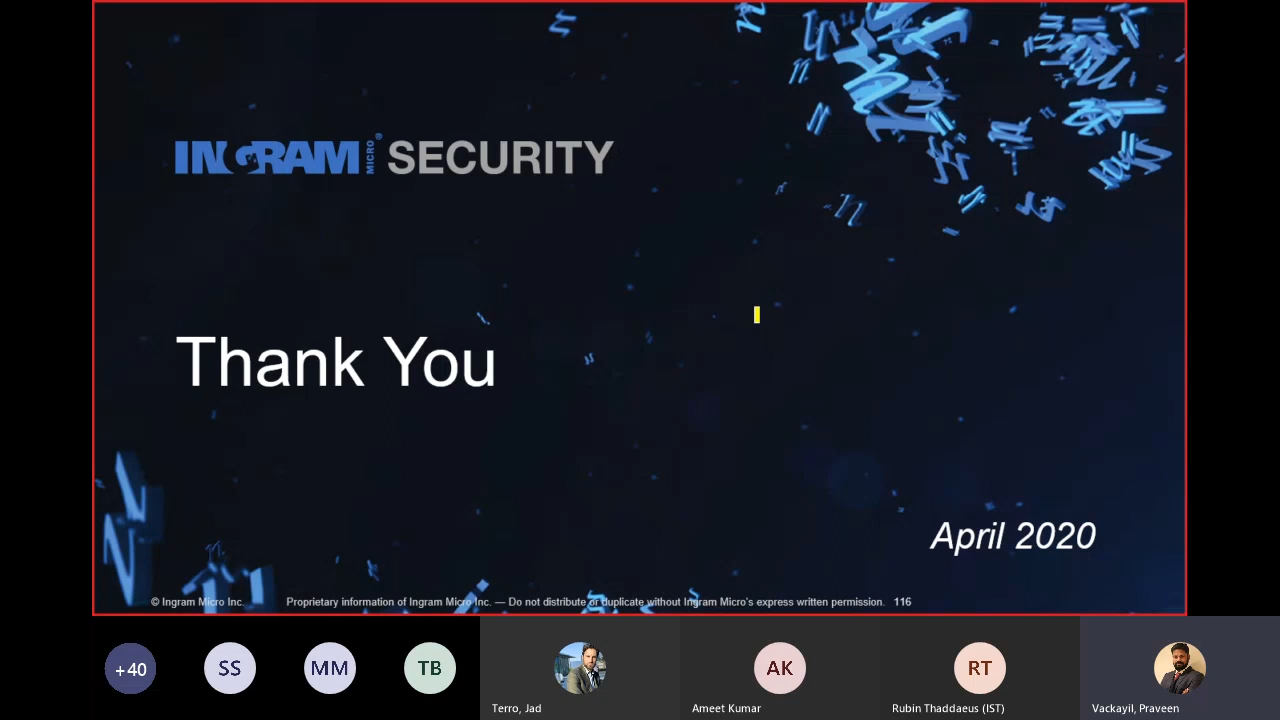 INGRAM MICRO® SECURITY
Thank You
April 2020
© Ingram Micro Inc. Proprietary information of Ingram Micro Inc. — Do not distribute or duplicate without Ingram Micro's express written permission. 116
+40 SS MM TB AK RT
Terro, Jad Ameet Kumar Rubin Thaddaeus (IST) Vackayil, Praveen